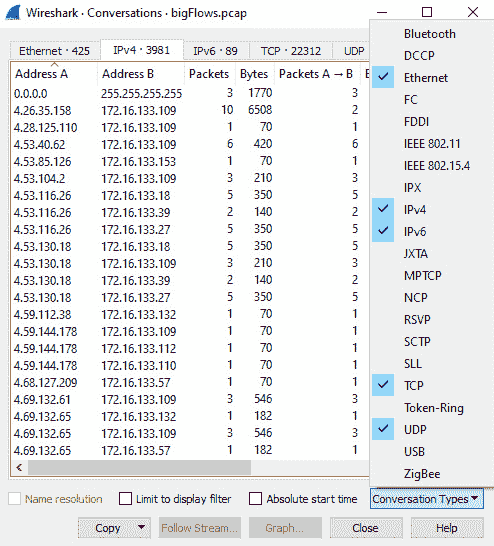 Wireshark · Conversations · bigFlows.pcap
Ethernet · 425 IPv4 · 3981 IPv6 · 89 TCP · 22312 UDP
Address A Address B Packets Bytes Packets A → B
0.0.0.0 255.255.255.255 3 1770 3
4.26.35.158 172.16.133.109 10 6508 2
4.28.125.110 172.16.133.109 1 70 1
4.53.40.62 172.16.133.109 6 420 6
4.53.85.126 172.16.133.153 1 70 1
4.53.104.2 172.16.133.109 3 210 3
4.53.116.26 172.16.133.18 5 350 5
4.53.116.26 172.16.133.39 2 140 2
4.53.116.26 172.16.133.27 5 350 5
4.53.130.18 172.16.133.18 5 350 5
4.53.130.18 172.16.133.109 3 210 3
4.53.130.18 172.16.133.39 2 140 2
4.53.130.18 172.16.133.27 5 350 5
4.59.112.38 172.16.133.132 1 70 1
4.59.144.178 172.16.133.109 1 70 1
4.59.144.178 172.16.133.112 1 70 1
4.59.144.178 172.16.133.110 1 70 1
4.68.127.209 172.16.133.57 1 70 1
4.69.132.61 172.16.133.109 3 546 3
4.69.132.65 172.16.133.132 1 182 1
4.69.132.65 172.16.133.109 3 546 3
4.69.132.65 172.16.133.57 1 182 1
Bluetooth
DCCP
Ethernet
FC
FDDI
IEEE 802.11
IEEE 802.15.4
IPX
IPv4
IPv6
JXTA
MPTCP
NCP
RSVP
SCTP
SLL
TCP
Token-Ring
UDP
USB
ZigBee
Name resolution Limit to display filter Absolute start time Conversation Types
Copy Follow Stream... Graph... Close Help